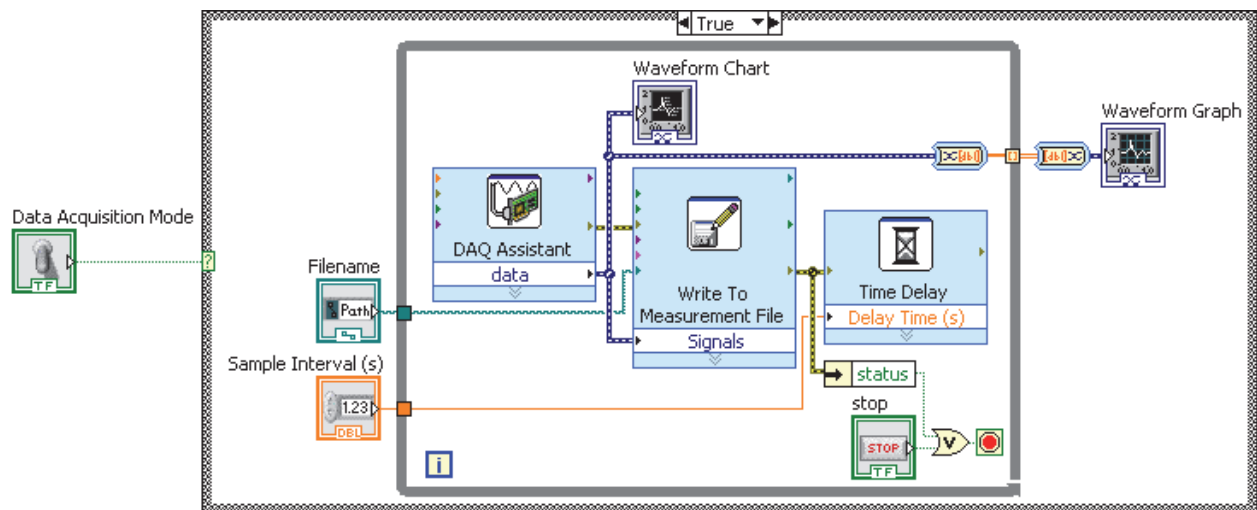 True
Waveform Chart
Waveform Graph
Data Acquisition Mode
?
TF
DAQ Assistant
data
Filename
Path
Write To
Measurement File
Signals
Time Delay
Delay Time (s)
Sample Interval (s)
1.23
DBL
status
stop
STOP
TF
V
i